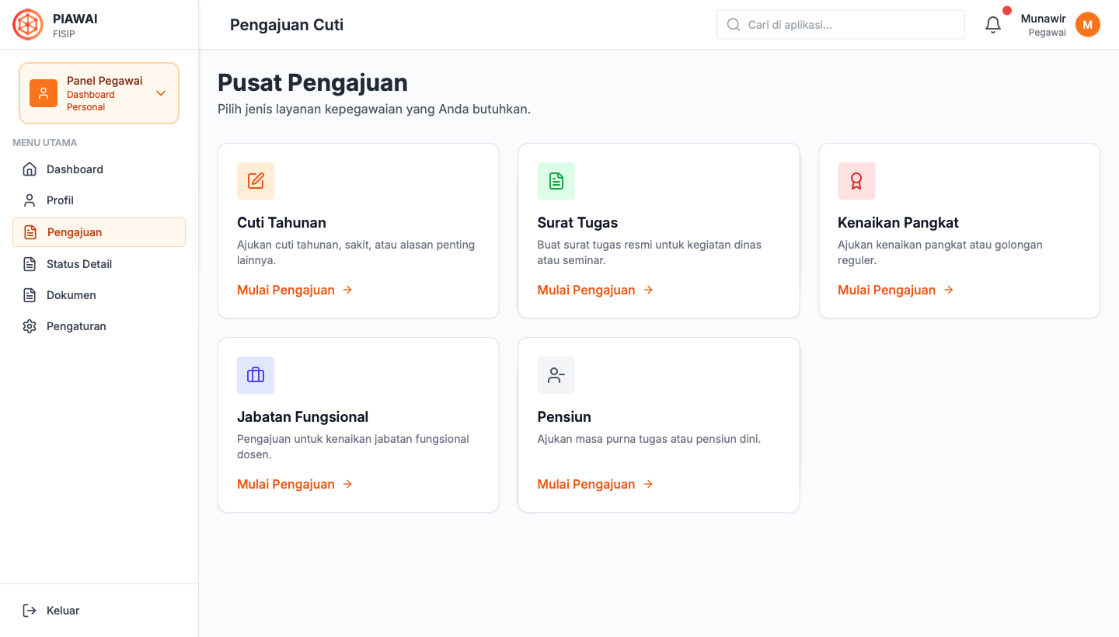 PIAWAI
FISIP
Pengajuan Cuti
Cari di aplikasi...
Munawir
Pegawai
M
Panel Pegawai
Dashboard
Personal
MENU UTAMA
Dashboard
Profil
Pengajuan
Status Detail
Dokumen
Pengaturan
Keluar
Pusat Pengajuan
Pilih jenis layanan kepegawaian yang Anda butuhkan.
Cuti Tahunan
Ajukan cuti tahunan, sakit, atau alasan penting
lainnya.
Mulai Pengajuan →
Surat Tugas
Buat surat tugas resmi untuk kegiatan dinas
atau seminar.
Mulai Pengajuan →
Kenaikan Pangkat
Ajukan kenaikan pangkat atau golongan
reguler.
Mulai Pengajuan →
Jabatan Fungsional
Pengajuan untuk kenaikan jabatan fungsional
dosen.
Mulai Pengajuan →
Pensiun
Ajukan masa purna tugas atau pensiun dini.
Mulai Pengajuan →